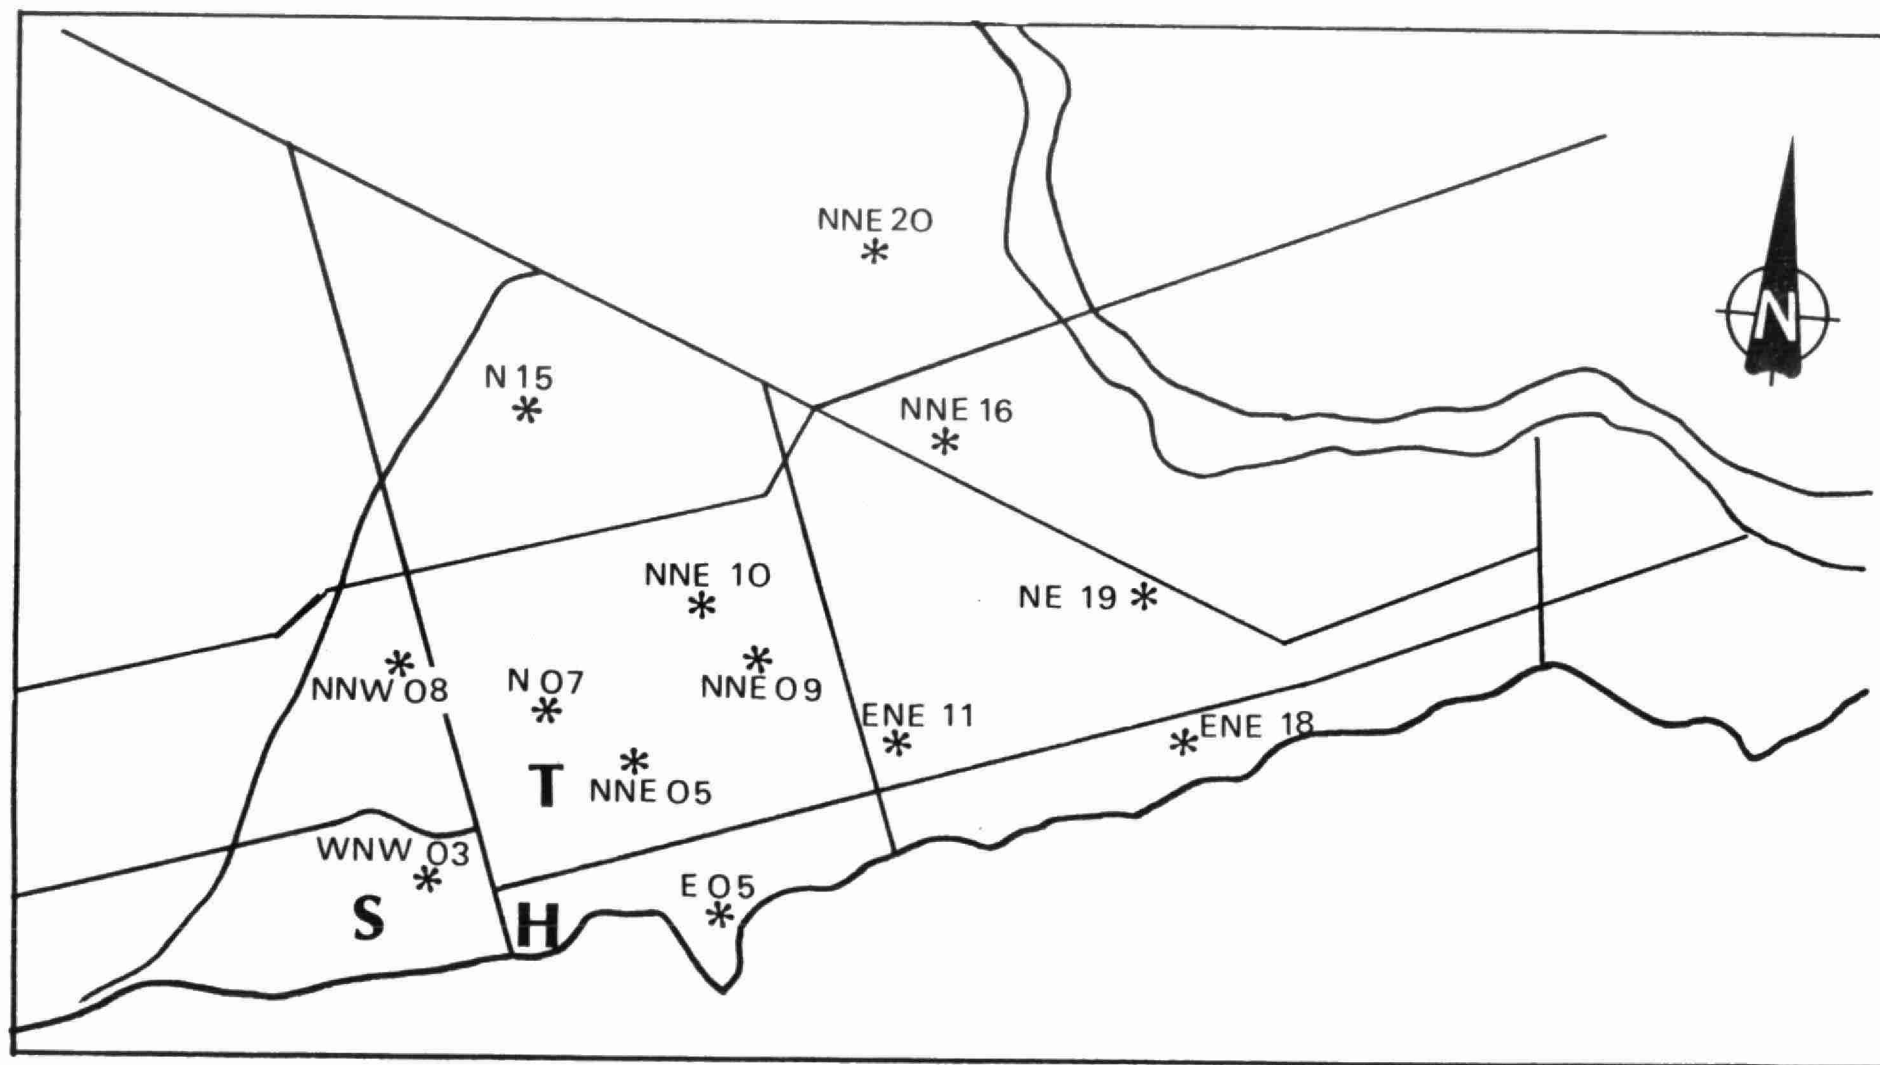 NNE 20
N
N 15
NNE 16
NNE 10
NE 19
NNW 08
N 07
NNE 09
ENE 11
ENE 18
T
NNE 05
WNW 03
E 05
S
H